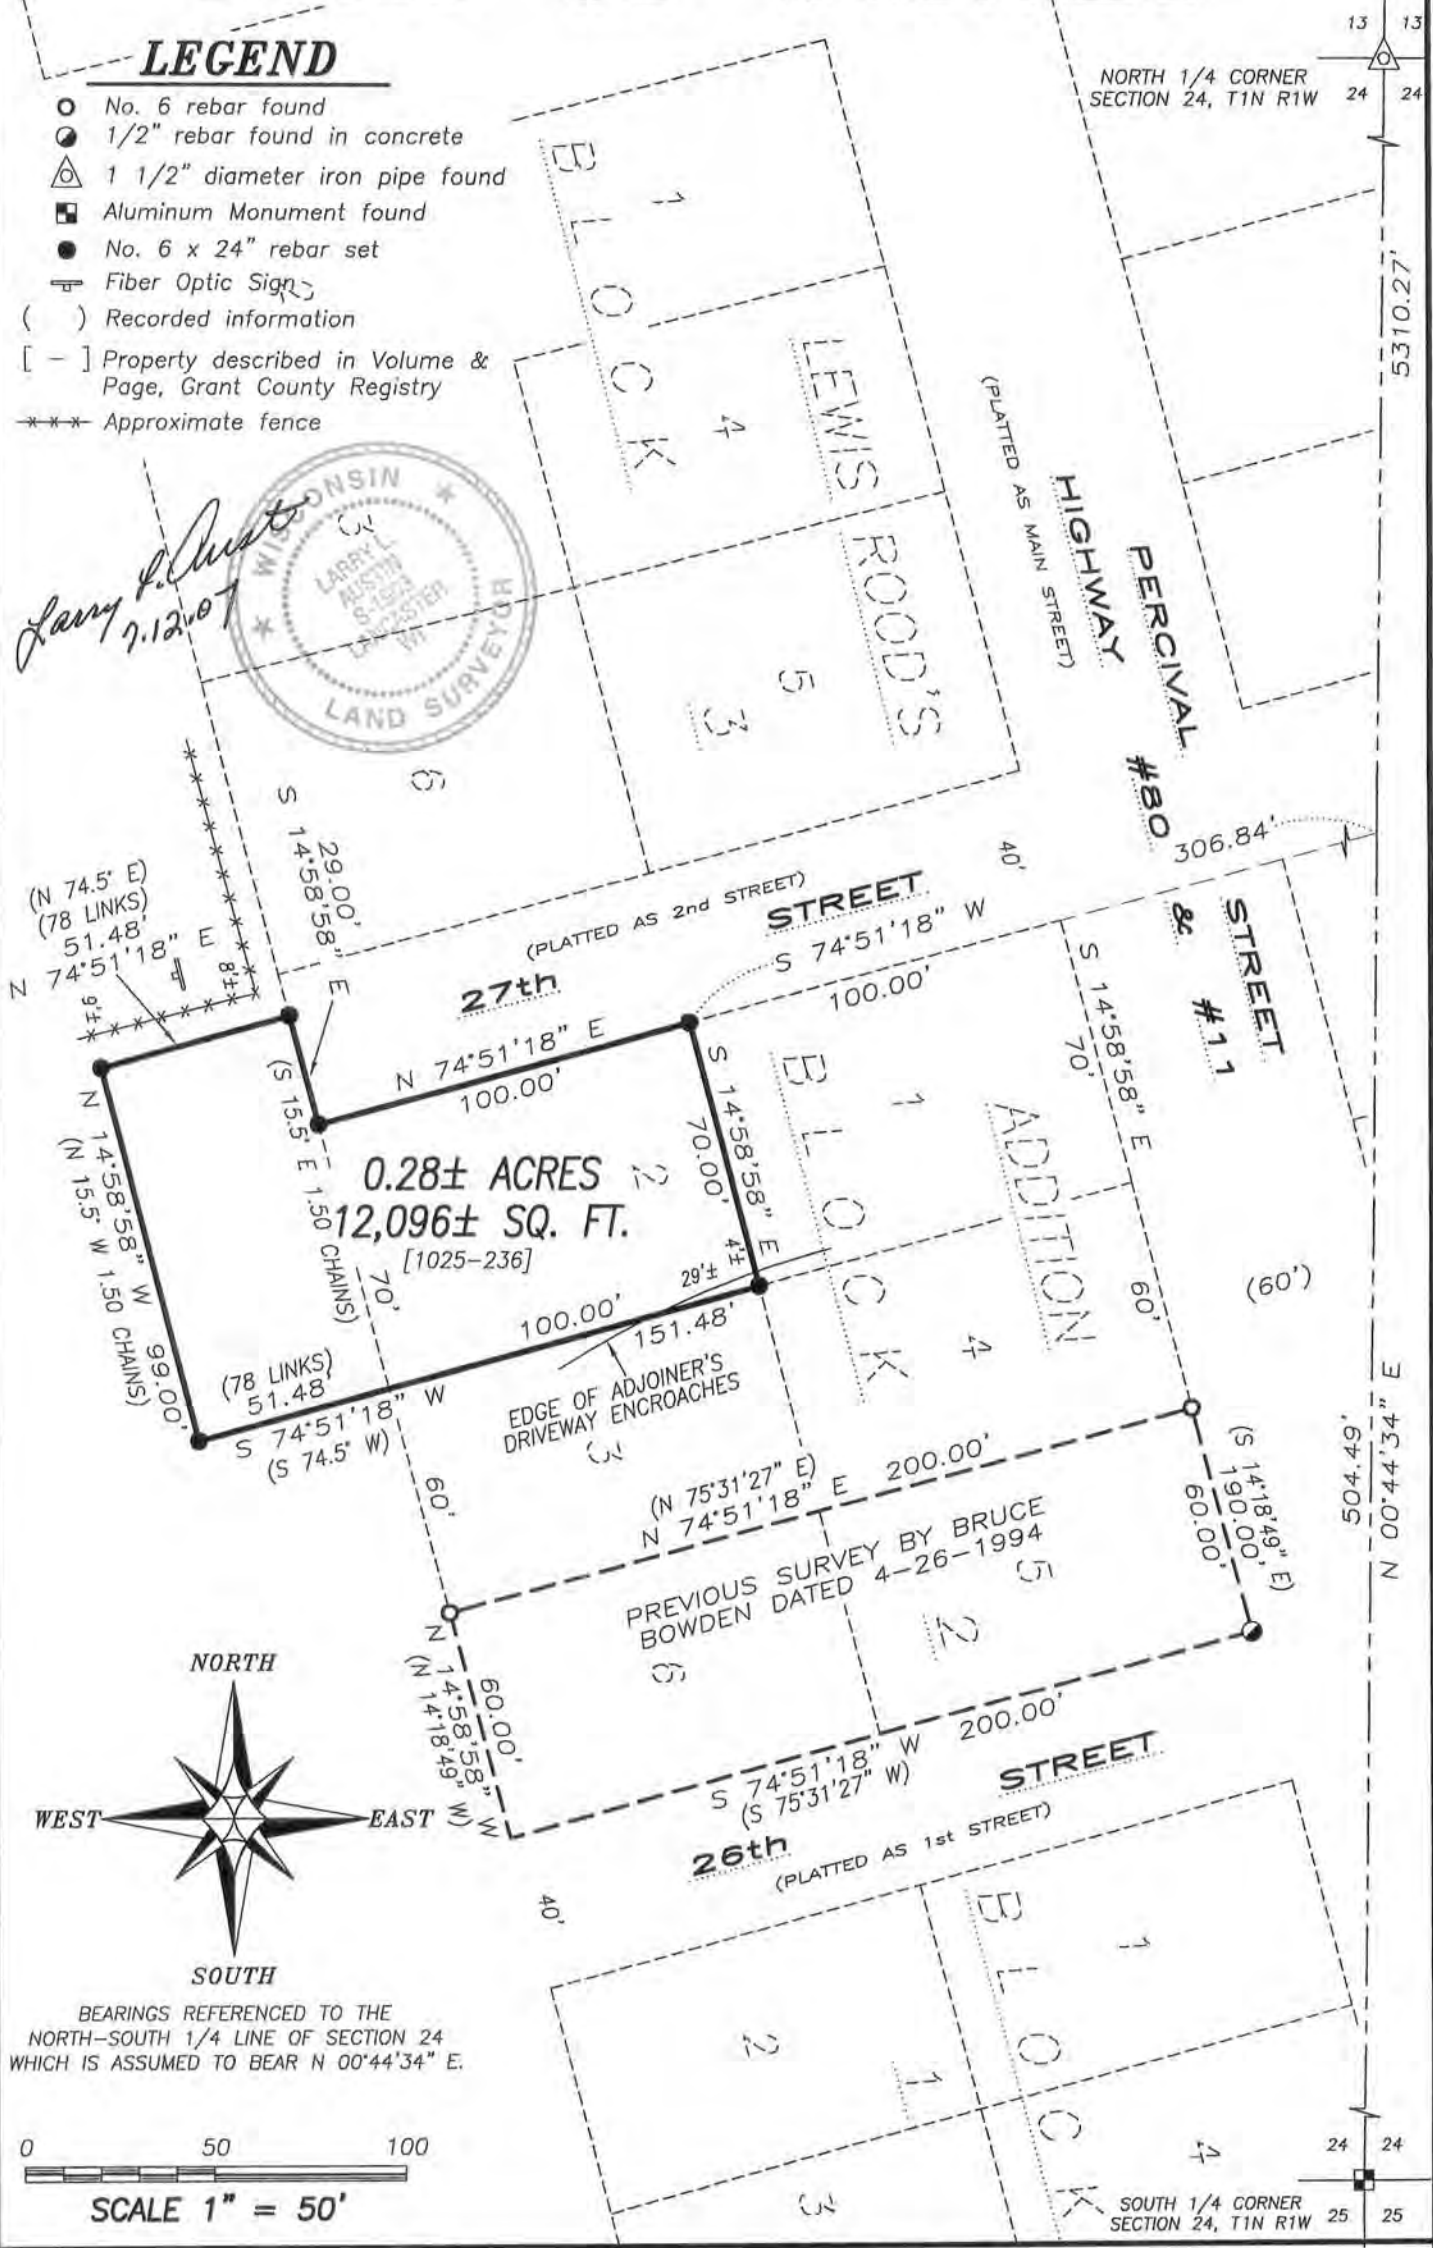 LEGEND
No. 6 rebar found
1/2" rebar found in concrete
1 1/2" diameter iron pipe found
Aluminum Monument found
No. 6 x 24" rebar set
Fiber Optic Sign
( ) Recorded information
[ - ] Property described in Volume &
Page, Grant County Registry
Approximate fence
13 13
NORTH 1/4 CORNER
SECTION 24, T1N R1W
24 24
5310.27'
BLOCK
1
4
3
5
3
6
LEWIS
ROOD'S
(PLATTED AS MAIN STREET)
HIGHWAY
PERCIVAL
#80
&
STREET
#11
WISCONSIN
LARRY L.
AUSTIN
S-1923
LANCASTER
WI
LAND SURVEYOR
Larry L. Aust
7.12.07
306.84'
40'
29.00'
S 14°58'58" E
(N 74.5° E)
(78 LINKS)
51.48'
N 74°51'18" E
9'±
8'±
(PLATTED AS 2nd STREET)
27th
STREET
S 74°51'18" W
100.00'
N 74°51'18" E
100.00'
S 14°58'58" E
70'
S 14°58'58" E
70.00'
BLOCK
1
2
ADDITION
(S 15.5° E 1.50 CHAINS)
0.28± ACRES
12,096± SQ. FT.
[1025-236]
N 14°58'58" W 99.00'
(N 15.5° W 1.50 CHAINS)
70'
29'±
4'±
100.00'
151.48'
60'
(60')
4
(78 LINKS)
51.48'
S 74°51'18" W
(S 74.5° W)
EDGE OF ADJOINER'S
DRIVEWAY ENCROACHES
3
60'
(N 75°31'27" E)
N 74°51'18" E 200.00'
(S 14°18'49" E)
190.00'
60.00'
504.49'
N 00°44'34" E
PREVIOUS SURVEY BY BRUCE
BOWDEN DATED 4-26-1994
5
2
6
60.00'
N 14°58'58" W
(N 14°18'49" W)
200.00'
S 74°51'18" W
(S 75°31'27" W)
26th
STREET
(PLATTED AS 1st STREET)
40'
NORTH
WEST
EAST
SOUTH
BEARINGS REFERENCED TO THE
NORTH-SOUTH 1/4 LINE OF SECTION 24
WHICH IS ASSUMED TO BEAR N 00°44'34" E.
BLOCK
1
2
1
4
3
0 50 100
SCALE 1" = 50'
24 24
SOUTH 1/4 CORNER
SECTION 24, T1N R1W
25 25